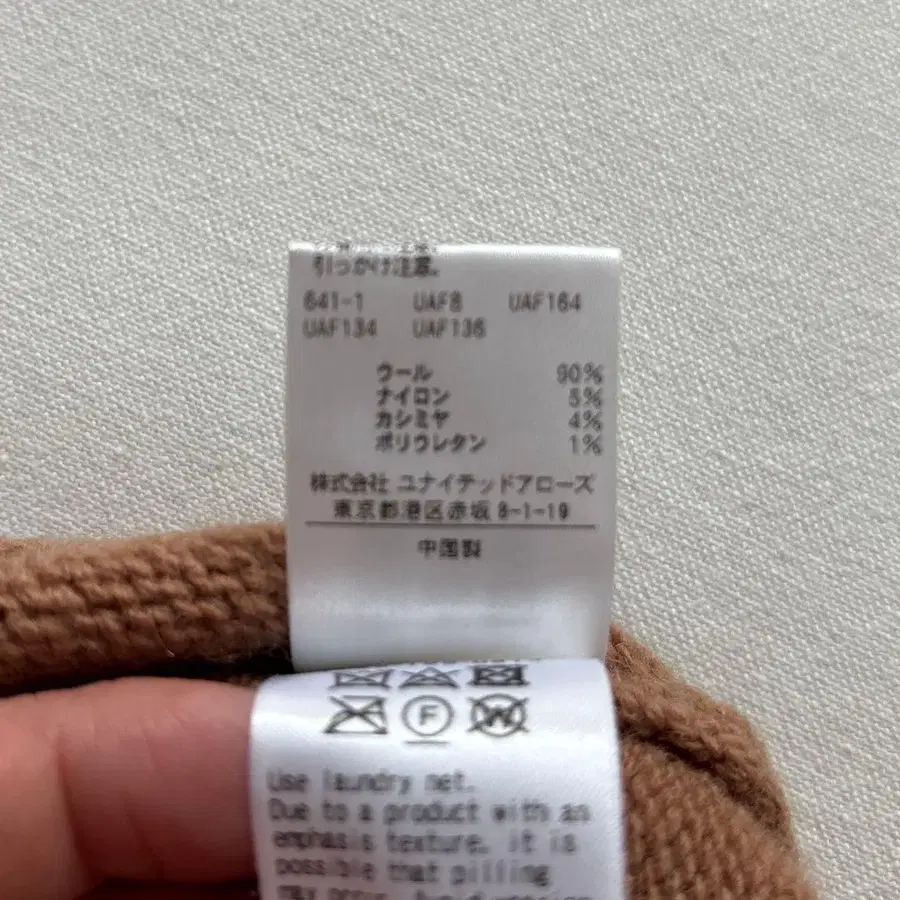 引っかけ注意。
641-1 UAF8 UAF164
UAF134 UAF136
ウール 90%
ナイロン 5%
カシミヤ 4%
ポリウレタン 1%
株式会社 ユナイテッドアローズ
東京都港区赤坂8-1-19
中国製
F
W
Use laundry net.
Due to a product with an
emphasis texture, it is
possible that pilling